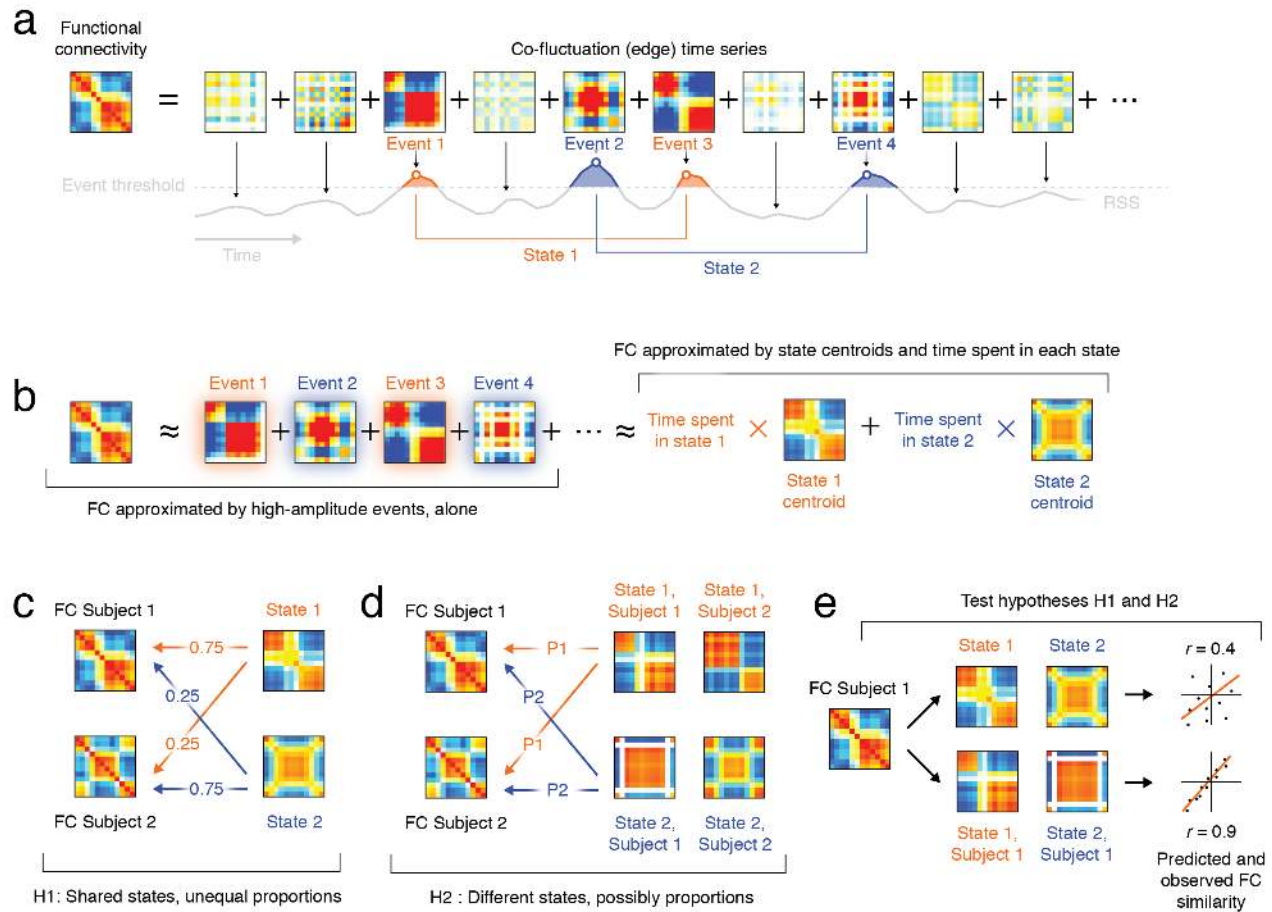 a
Functional
connectivity
Co-fluctuation (edge) time series
= + + + + + + + + + + ...
Event 1
Event 2
Event 3
Event 4
Event threshold
RSS
Time
State 1
State 2
b
FC approximated by state centroids and time spent in each state
Event 1
Event 2
Event 3
Event 4
≈ + + + + ... ≈
Time spent
in state 1
×
+
Time spent
in state 2
×
State 1
centroid
State 2
centroid
FC approximated by high-amplitude events, alone
c
FC Subject 1
State 1
0.75
0.25
0.25
0.75
FC Subject 2
State 2
H1: Shared states, unequal proportions
d
FC Subject 1
State 1,
Subject 1
State 1,
Subject 2
P1
P2
P1
P2
FC Subject 2
State 2,
Subject 1
State 2,
Subject 2
H2 : Different states, possibly proportions
e
Test hypotheses H1 and H2
State 1
State 2
r = 0.4
FC Subject 1
State 1,
Subject 1
State 2,
Subject 1
r = 0.9
Predicted and
observed FC
similarity